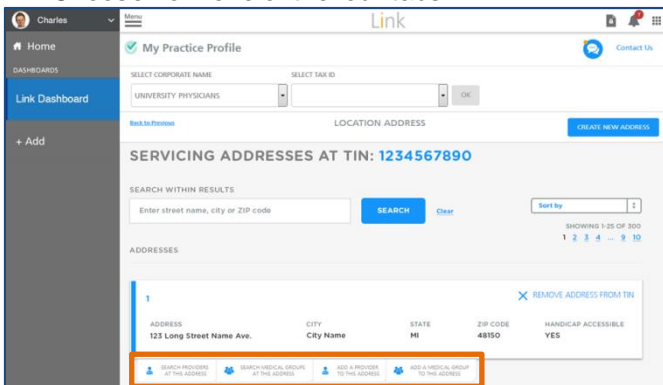 Charles
Menu
Link
Home
My Practice Profile
Contact Us
DASHBOARDS
SELECT CORPORATE NAME
SELECT TAX ID
Link Dashboard
UNIVERSITY PHYSICIANS
OK
Back to Previous
LOCATION ADDRESS
CREATE NEW ADDRESS
+ Add
SERVICING ADDRESSES AT TIN: 1234567890
SEARCH WITHIN RESULTS
Enter street name, city or ZIP code
SEARCH
Clear
Sort by
SHOWING 1-25 OF 300
1 2 3 4 ... 9 10
ADDRESSES
1
REMOVE ADDRESS FROM TIN
ADDRESS CITY STATE ZIP CODE HANDICAP ACCESSIBLE
123 Long Street Name Ave. City Name MI 48150 YES
SEARCH PROVIDERS
AT THIS ADDRESS
SEARCH MEDICAL GROUPS
AT THIS ADDRESS
ADD A PROVIDER
TO THIS ADDRESS
ADD A MEDICAL GROUP
TO THIS ADDRESS